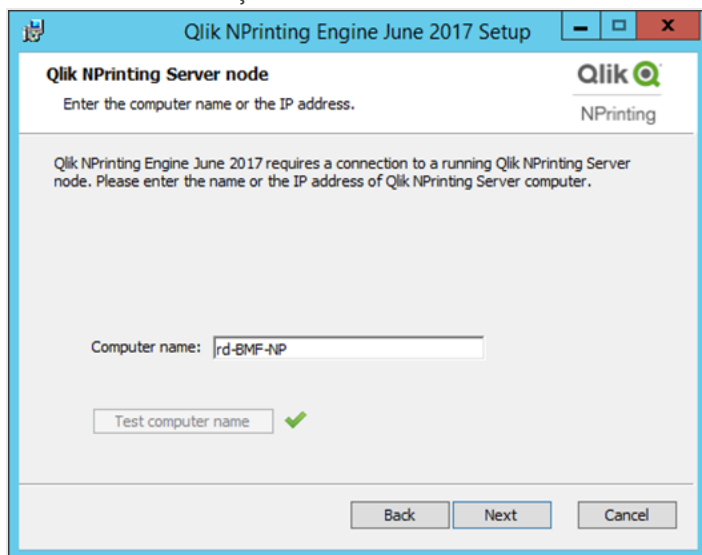 Qlik NPrinting Engine June 2017 Setup
Qlik NPrinting Server node
Enter the computer name or the IP address.
Qlik
NPrinting
Qlik NPrinting Engine June 2017 requires a connection to a running Qlik NPrinting Server
node. Please enter the name or the IP address of Qlik NPrinting Server computer.
Computer name: rd-BMF-NP
Test computer name
Back Next Cancel